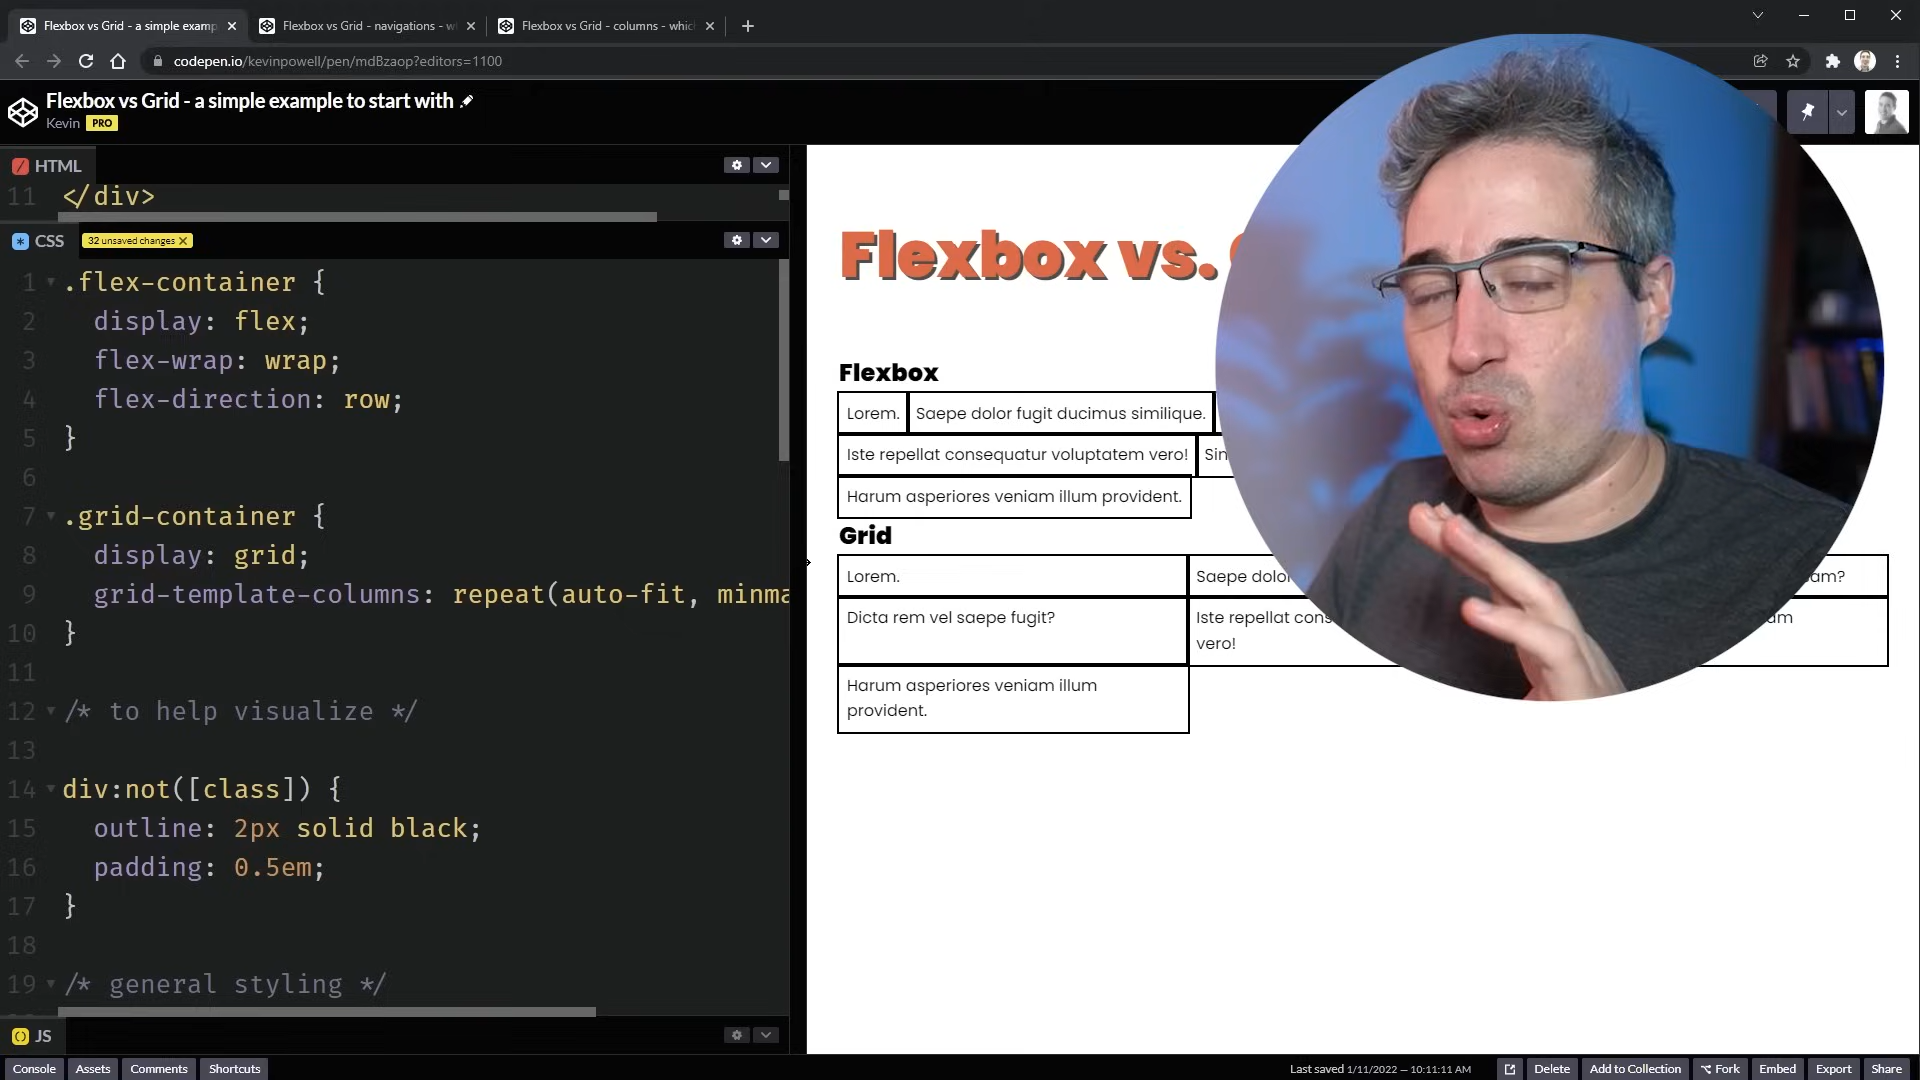 Flexbox vs Grid - a simple examp
Flexbox vs Grid - navigations - w
Flexbox vs Grid - columns - whic
codepen.io/kevinpowell/pen/mdBzaop?editors=1100
Flexbox vs Grid - a simple example to start with
Kevin PRO
HTML
11 </div>
CSS 32 unsaved changes
1 .flex-container {
2 display: flex;
3 flex-wrap: wrap;
4 flex-direction: row;
5 }
6
7 .grid-container {
8 display: grid;
9 grid-template-columns: repeat(auto-fit, minma
10 }
11
12 /* to help visualize */
13
14 div:not([class]) {
15 outline: 2px solid black;
16 padding: 0.5em;
17 }
18
19 /* general styling */
JS
Flexbox vs.
Flexbox
Lorem. Saepe dolor fugit ducimus similique.
Iste repellat consequatur voluptatem vero! Sin
Harum asperiores veniam illum provident.
Grid
Lorem. Saepe dolor am?
Dicta rem vel saepe fugit? Iste repellat cons am
vero!
Harum asperiores veniam illum
provident.
Console Assets Comments Shortcuts
Last saved 1/11/2022 — 10:11:11 AM Delete Add to Collection Fork Embed Export Share